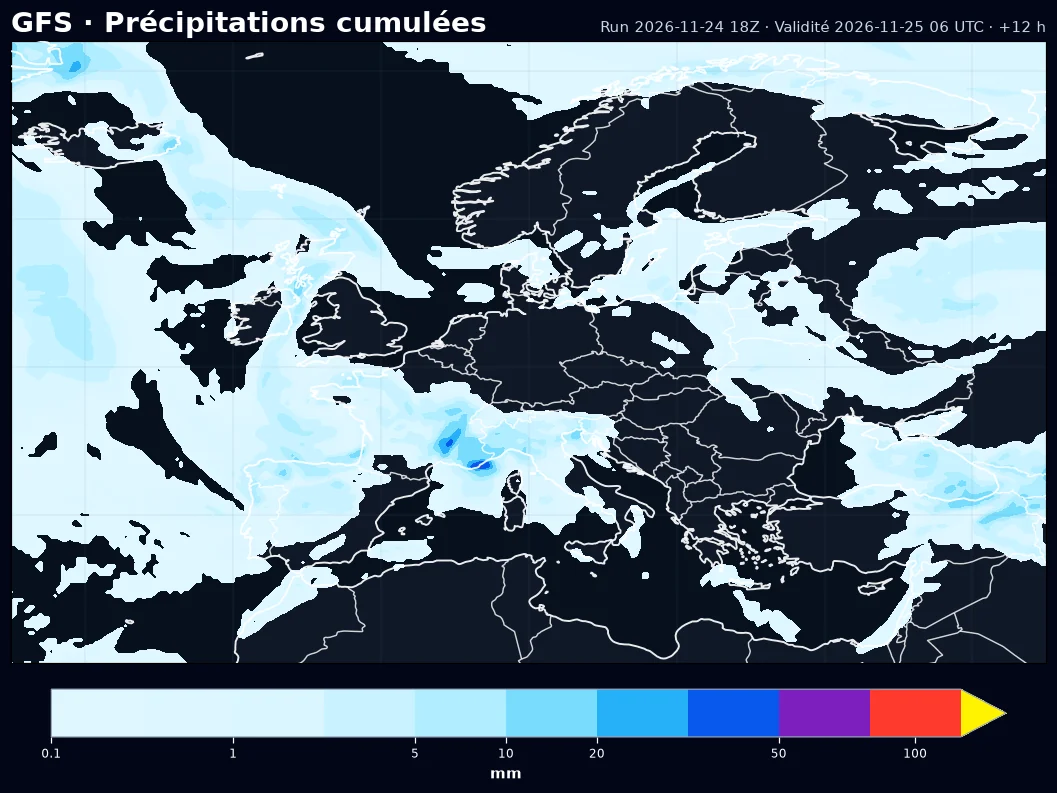 GFS · Précipitations cumulées
Run 2026-11-24 18Z · Validité 2026-11-25 06 UTC · +12 h
0.1 1 5 10 20 50 100
mm